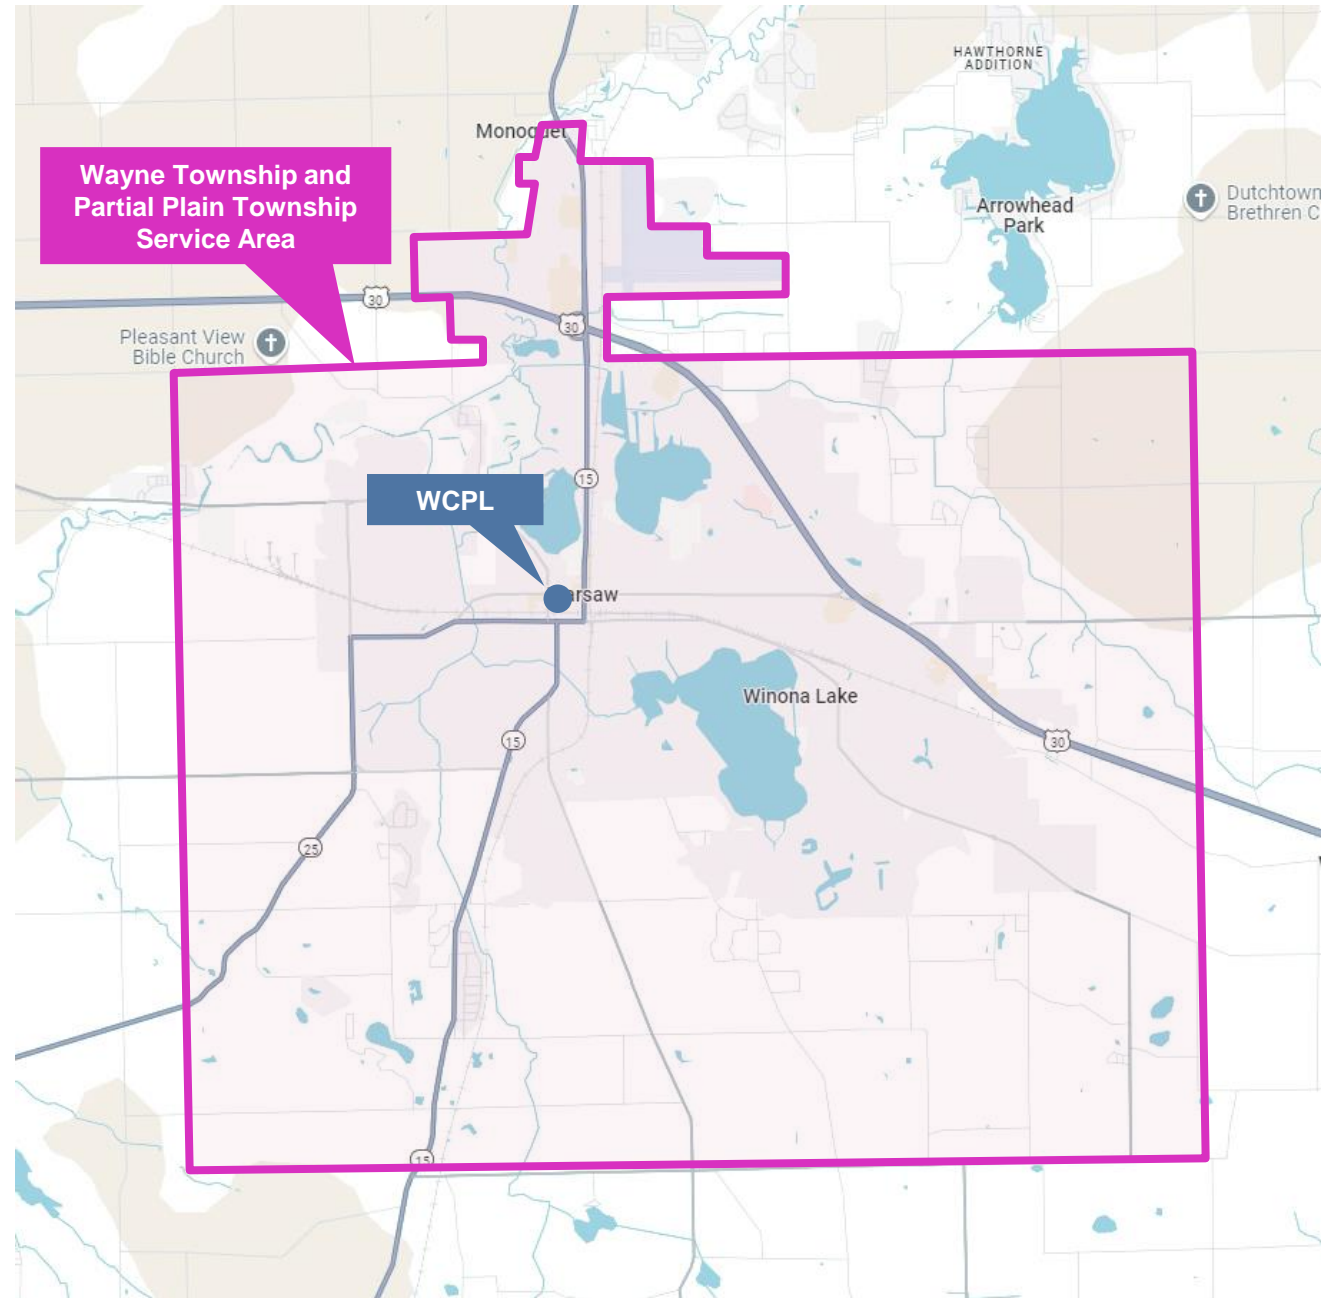 HAWTHORNE
ADDITION
Monoquet
Wayne Township and
Partial Plain Township
Service Area
Dutchtown
Brethren C
Arrowhead
Park
30
30
Pleasant View
Bible Church
15
WCPL
arsaw
Winona Lake
15
30
25
15